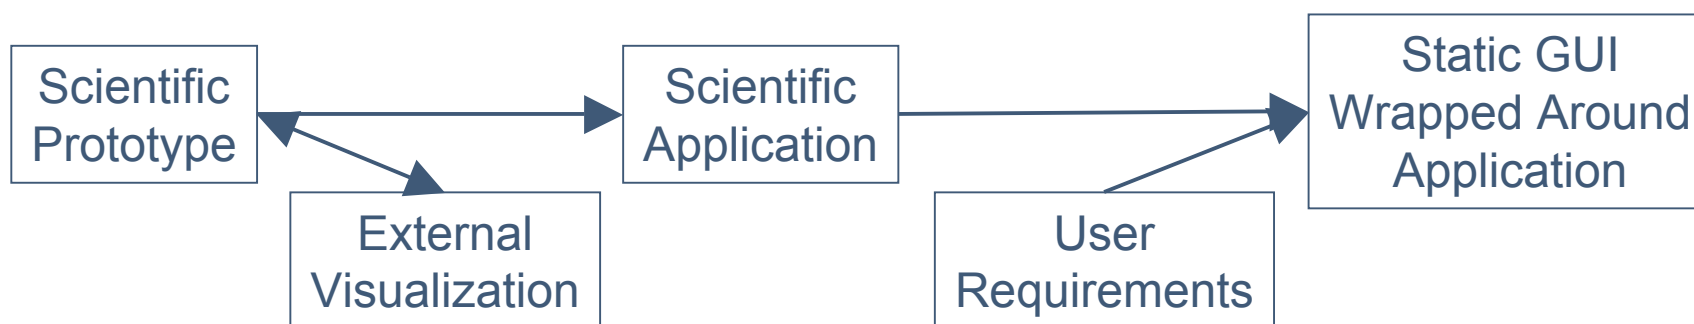 Scientific
Prototype
External
Visualization
Scientific
Application
User
Requirements
Static GUI
Wrapped Around
Application